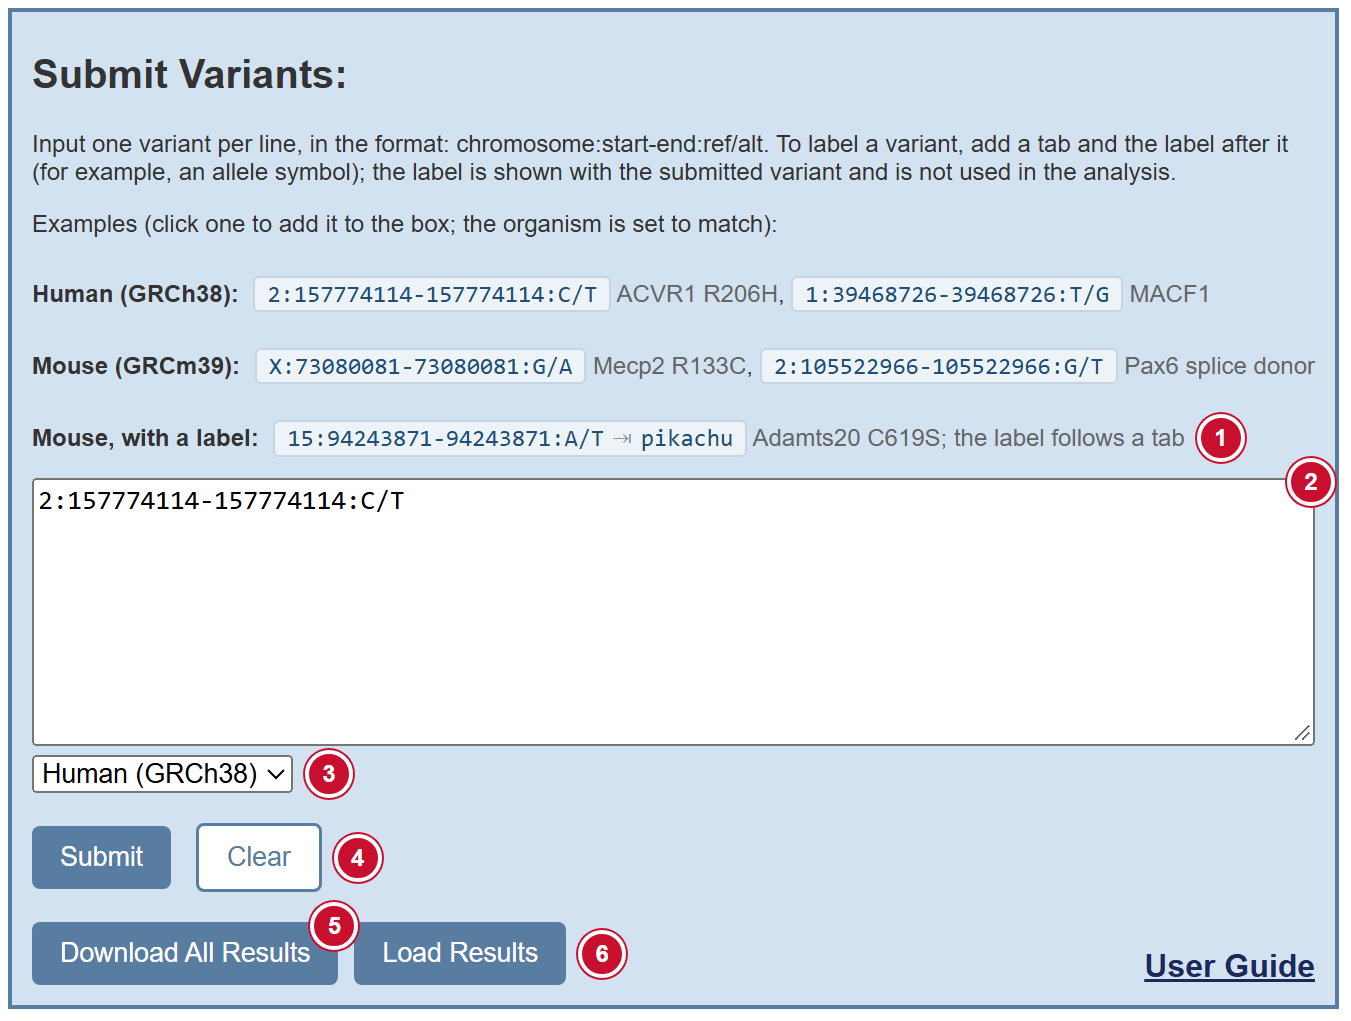 Submit Variants:
Input one variant per line, in the format: chromosome:start-end:ref/alt. To label a variant, add a tab and the label after it
(for example, an allele symbol); the label is shown with the submitted variant and is not used in the analysis.
Examples (click one to add it to the box; the organism is set to match):
Human (GRCh38): 2:157774114-157774114:C/T ACVR1 R206H, 1:39468726-39468726:T/G MACF1
Mouse (GRCm39): X:73080081-73080081:G/A Mecp2 R133C, 2:105522966-105522966:G/T Pax6 splice donor
Mouse, with a label: 15:94243871-94243871:A/T ⇥ pikachu Adamts20 C619S; the label follows a tab 1
2
2:157774114-157774114:C/T
Human (GRCh38) 3
Submit Clear 4
Download All Results 5 Load Results 6
User Guide